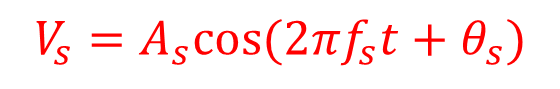 Vₛ = Aₛcos(2πfₛt + θₛ)